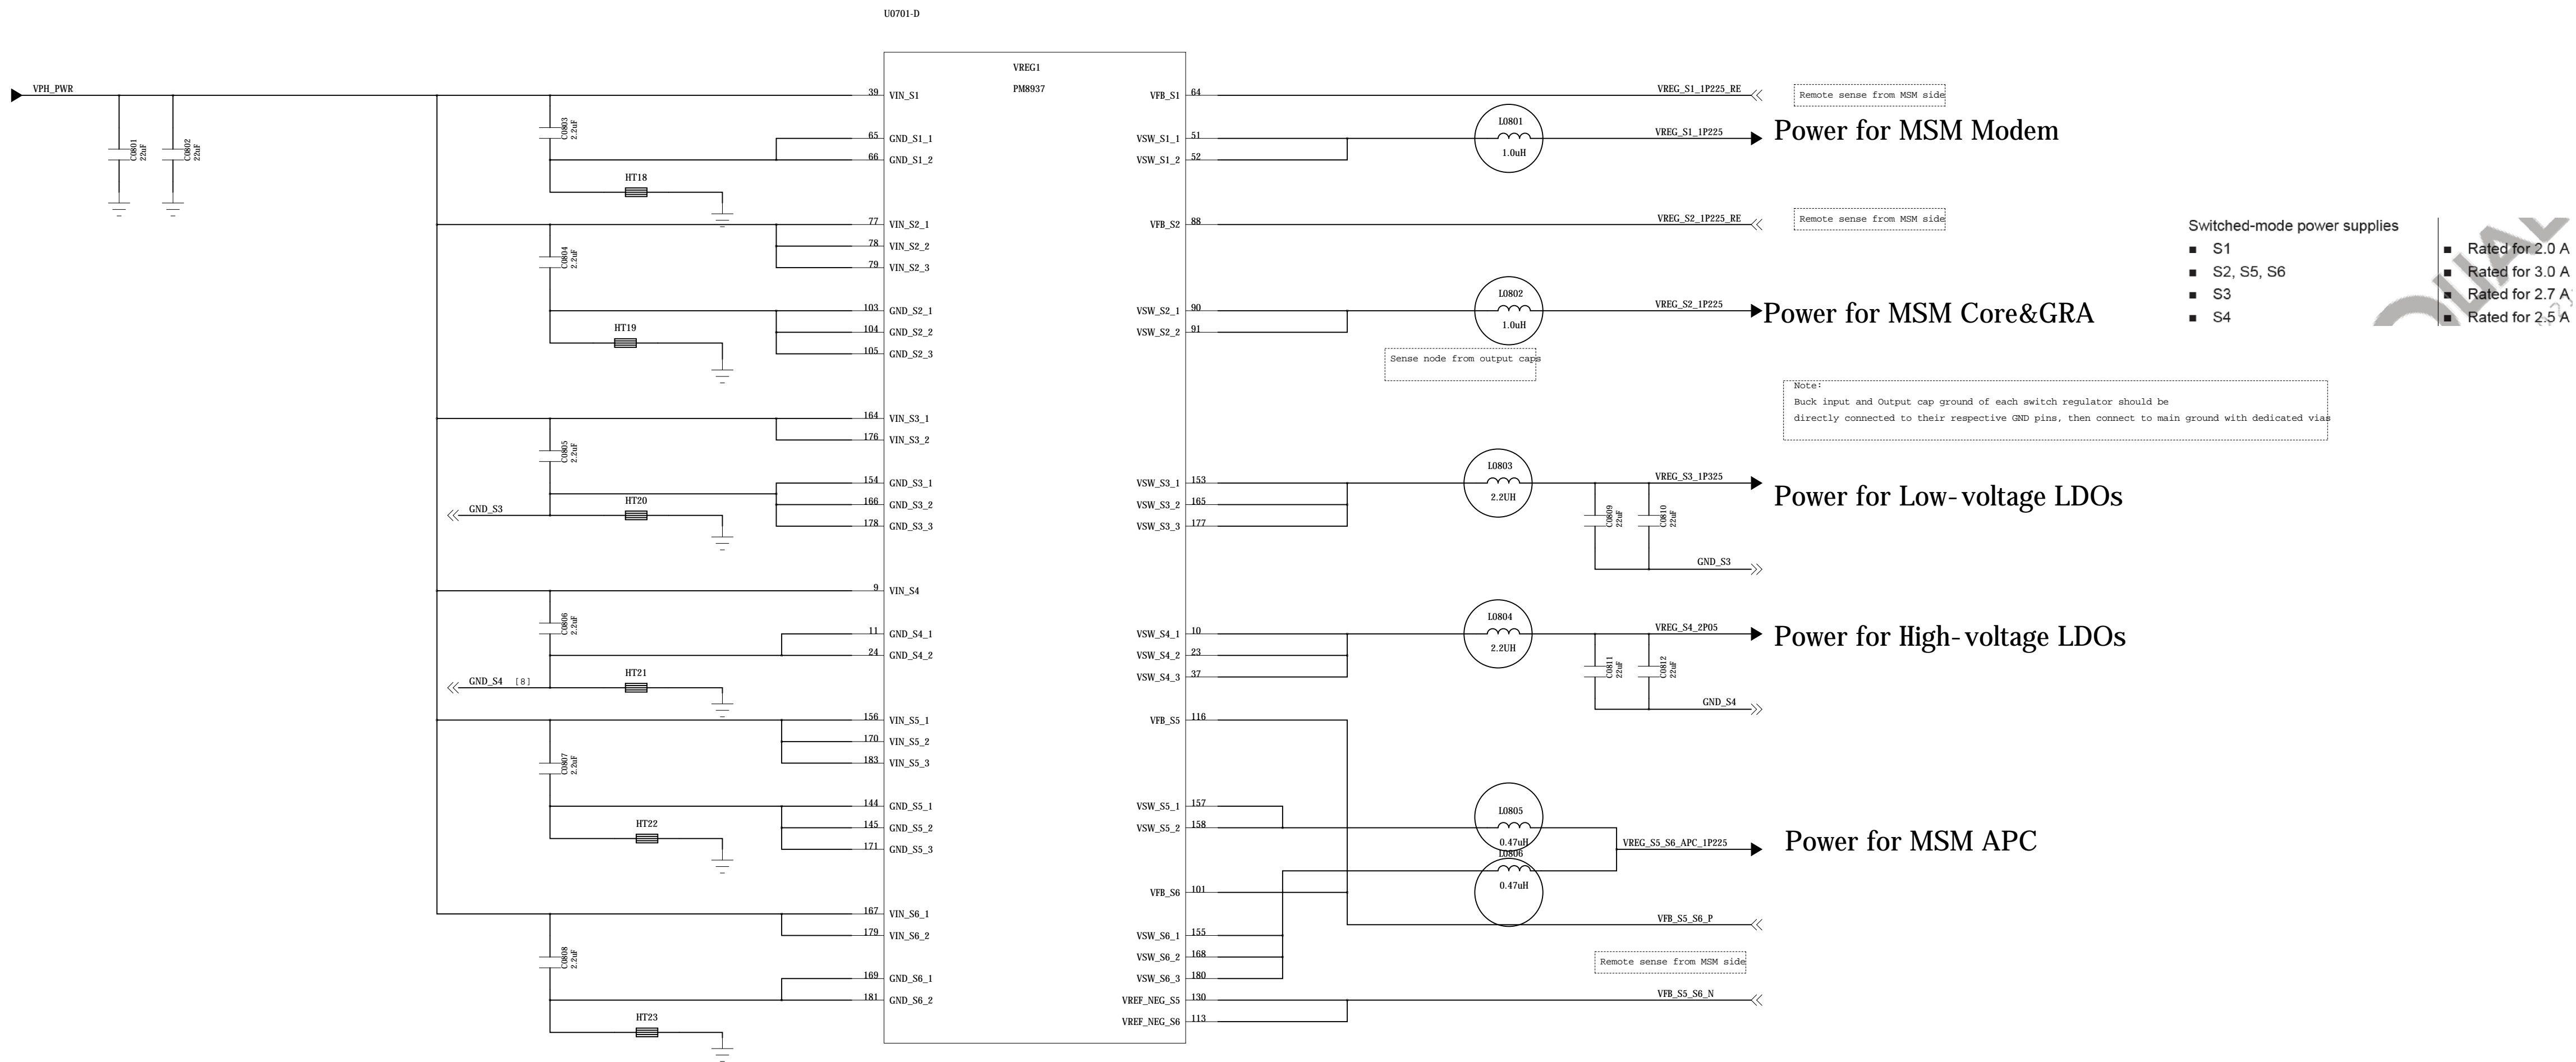 U0701-D
VREG1
PM8937
VPH_PWR
C0801
22uF
C0802
22uF
C0803
2.2uF
HT18
39 VIN_S1
65 GND_S1_1
66 GND_S1_2
C0804
2.2uF
HT19
77 VIN_S2_1
78 VIN_S2_2
79 VIN_S2_3
103 GND_S2_1
104 GND_S2_2
105 GND_S2_3
C0805
2.2uF
GND_S3
HT20
164 VIN_S3_1
176 VIN_S3_2
154 GND_S3_1
166 GND_S3_2
178 GND_S3_3
C0806
2.2uF
GND_S4 [8]
HT21
9 VIN_S4
11 GND_S4_1
24 GND_S4_2
C0807
2.2uF
HT22
156 VIN_S5_1
170 VIN_S5_2
183 VIN_S5_3
144 GND_S5_1
145 GND_S5_2
171 GND_S5_3
C0808
2.2uF
HT23
167 VIN_S6_1
179 VIN_S6_2
169 GND_S6_1
181 GND_S6_2
VFB_S1 64
VREG_S1_1P225_RE
Remote sense from MSM side
VSW_S1_1 51
VSW_S1_2 52
L0801
1.0uH
VREG_S1_1P225
Power for MSM Modem
VFB_S2 88
VREG_S2_1P225_RE
Remote sense from MSM side
VSW_S2_1 90
VSW_S2_2 91
L0802
1.0uH
VREG_S2_1P225
Power for MSM Core&GRA
Sense node from output caps
VSW_S3_1 153
VSW_S3_2 165
VSW_S3_3 177
L0803
2.2UH
VREG_S3_1P325
C0809
22uF
C0810
22uF
GND_S3
Power for Low-voltage LDOs
VSW_S4_1 10
VSW_S4_2 23
VSW_S4_3 37
L0804
2.2UH
VREG_S4_2P05
C0811
22uF
C0812
22uF
GND_S4
Power for High-voltage LDOs
VFB_S5 116
VSW_S5_1 157
VSW_S5_2 158
L0805
0.47uH
L0806
0.47uH
VREG_S5_S6_APC_1P225
Power for MSM APC
VFB_S6 101
VFB_S5_S6_P
VSW_S6_1 155
VSW_S6_2 168
VSW_S6_3 180
Remote sense from MSM side
VREF_NEG_S5 130
VREF_NEG_S6 113
VFB_S5_S6_N
Switched-mode power supplies
■ S1 ■ Rated for 2.0 A
■ S2, S5, S6 ■ Rated for 3.0 A
■ S3 ■ Rated for 2.7 A
■ S4 ■ Rated for 2.5 A
Note:
Buck input and Output cap ground of each switch regulator should be
directly connected to their respective GND pins, then connect to main ground with dedicated vias